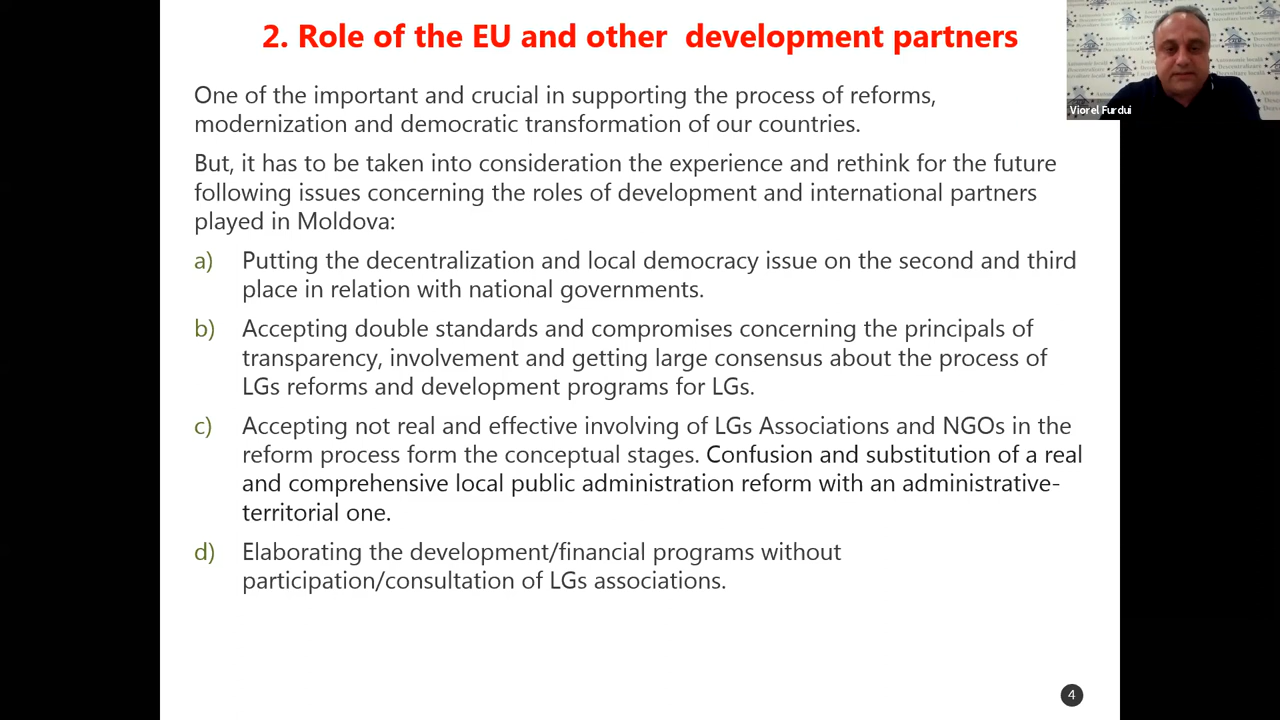 2. Role of the EU and other development partners
Viorel Furdui
One of the important and crucial in supporting the process of reforms,
modernization and democratic transformation of our countries.
But, it has to be taken into consideration the experience and rethink for the future
following issues concerning the roles of development and international partners
played in Moldova:
a) Putting the decentralization and local democracy issue on the second and third
place in relation with national governments.
b) Accepting double standards and compromises concerning the principals of
transparency, involvement and getting large consensus about the process of
LGs reforms and development programs for LGs.
c) Accepting not real and effective involving of LGs Associations and NGOs in the
reform process form the conceptual stages. Confusion and substitution of a real
and comprehensive local public administration reform with an administrative-
territorial one.
d) Elaborating the development/financial programs without
participation/consultation of LGs associations.
4